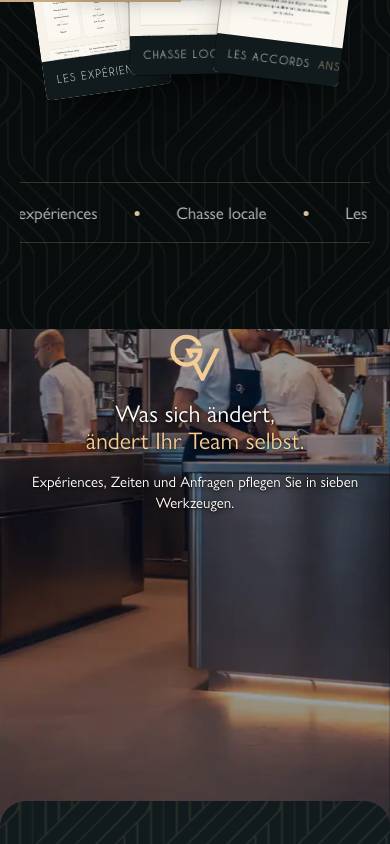 LES EXPÉRIEN
CHASSE LOC
LES ACCORDS ANS
expériences • Chasse locale • Les
GV
Was sich ändert,
ändert Ihr Team selbst.
Expériences, Zeiten und Anfragen pflegen Sie in sieben
Werkzeugen.